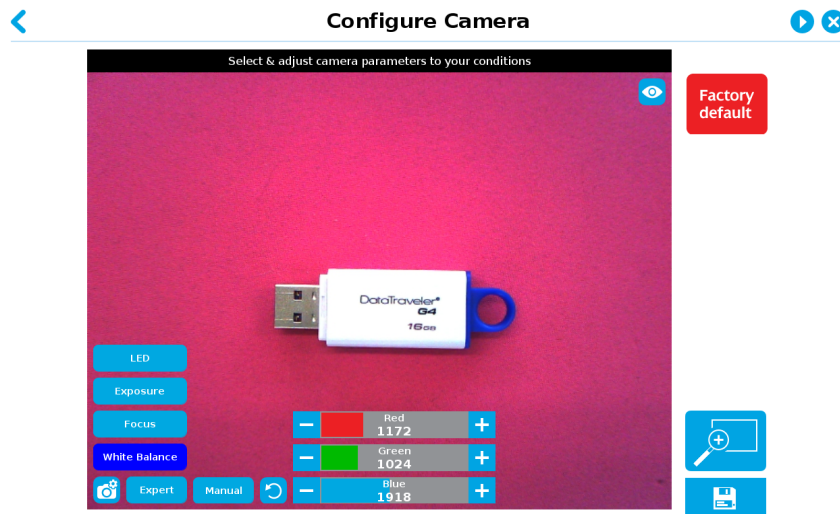 Configure Camera
Select & adjust camera parameters to your conditions
Factory
default
DataTraveler®
G4
16GB
LED
Exposure
Focus
White Balance
Expert
Manual
Red
1172
Green
1024
Blue
1918